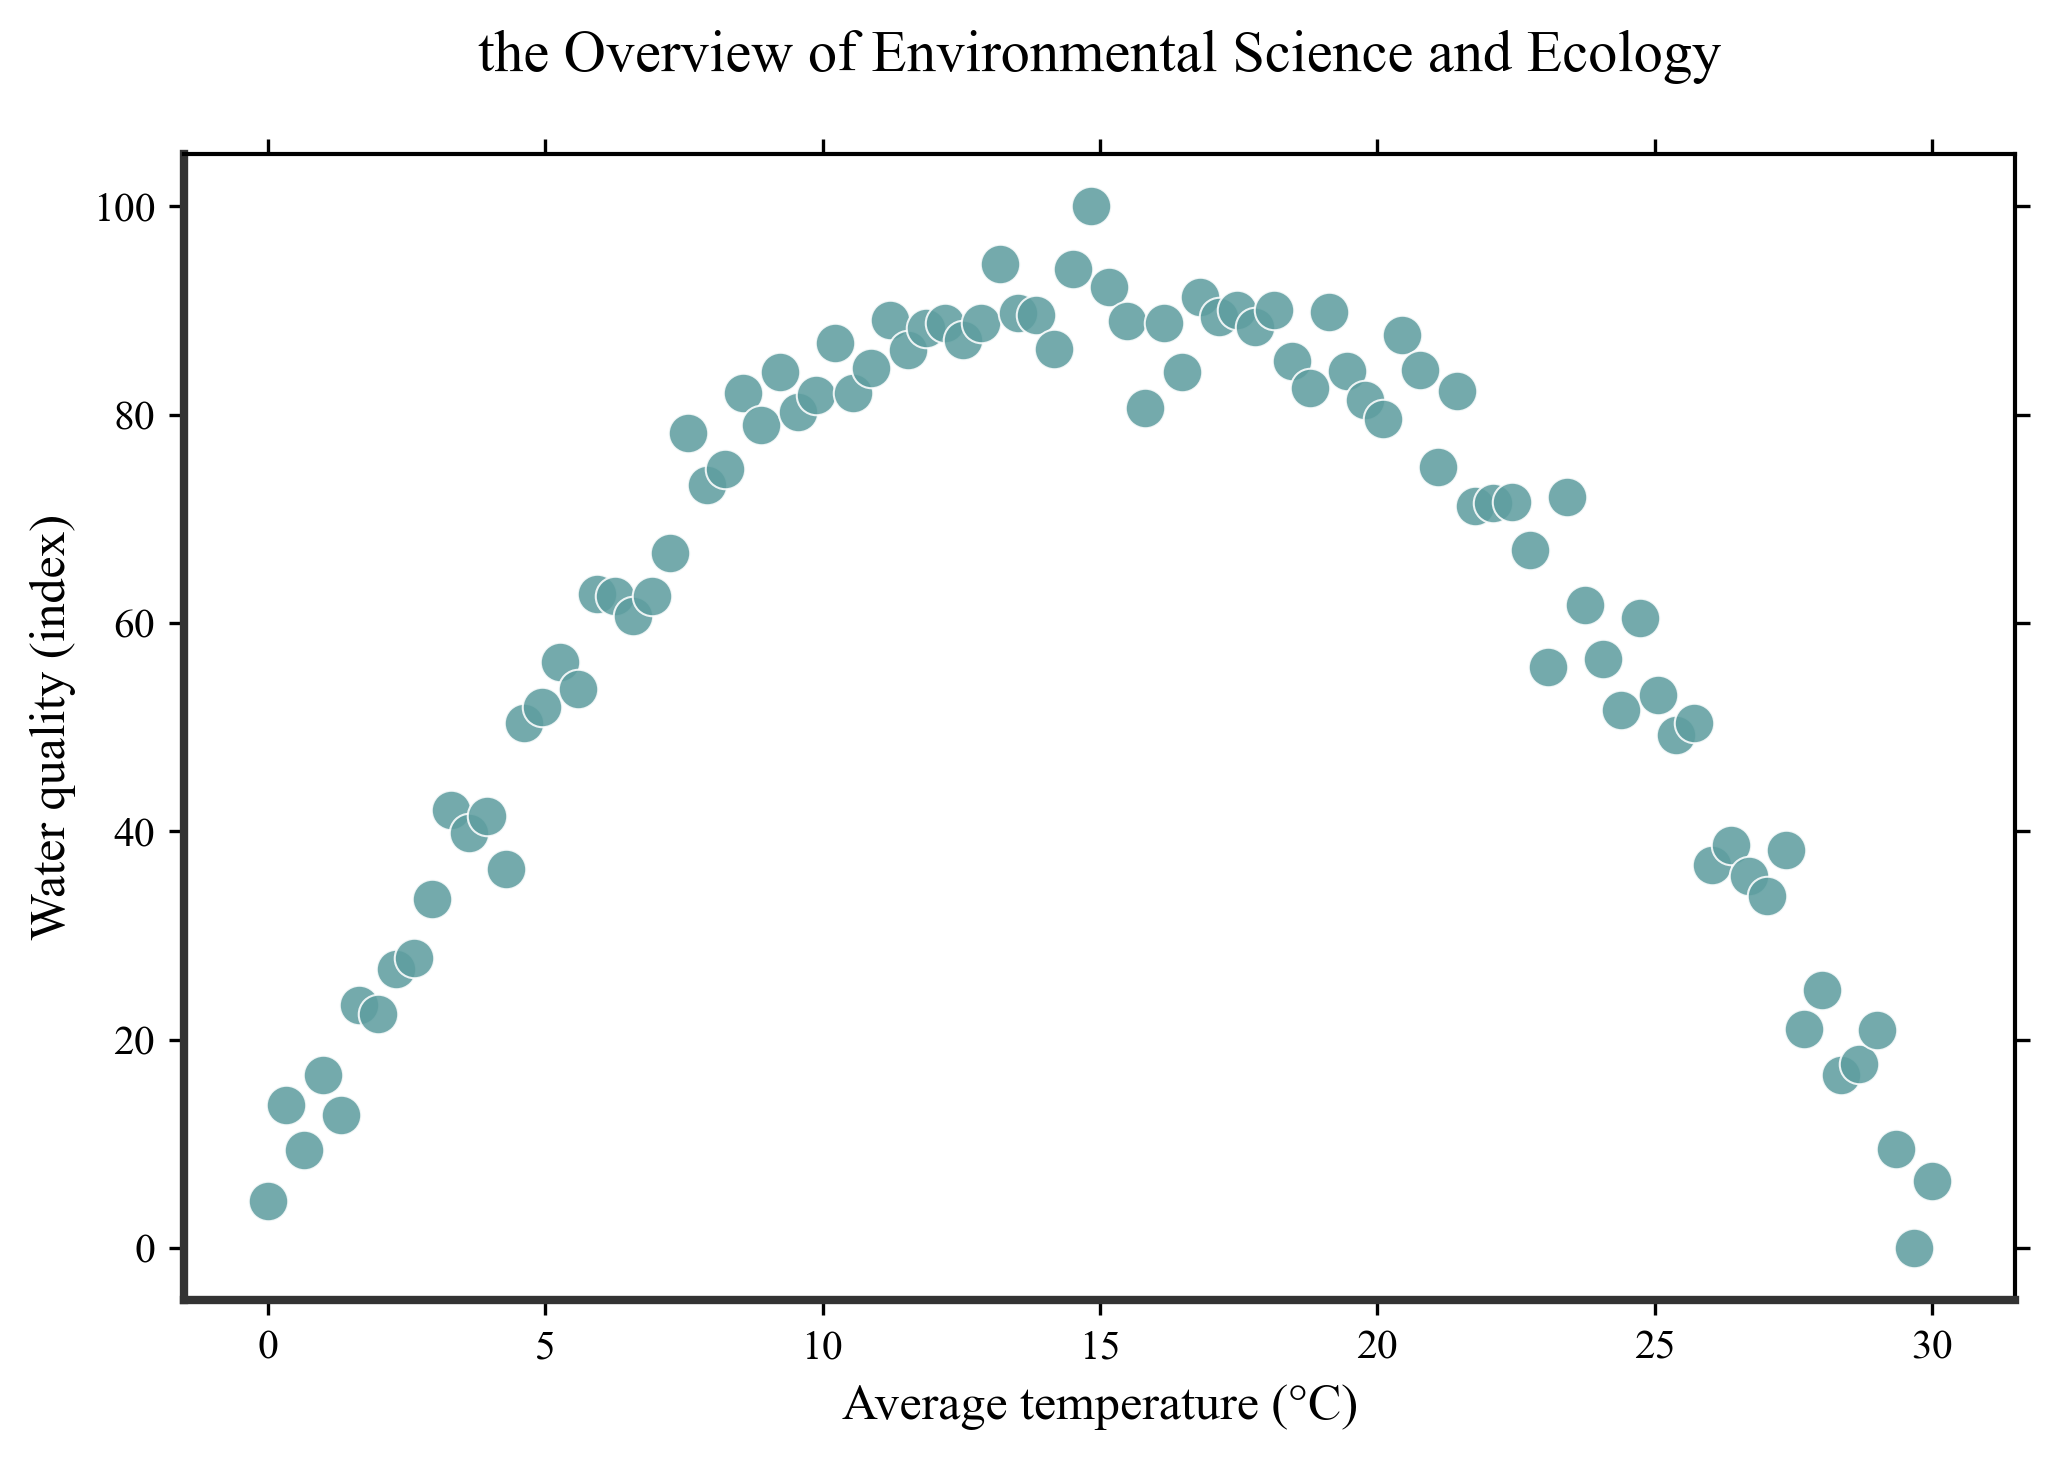 the Overview of Environmental Science and Ecology
Water quality (index)
100
80
60
40
20
0
0 5 10 15 20 25 30
Average temperature (°C)